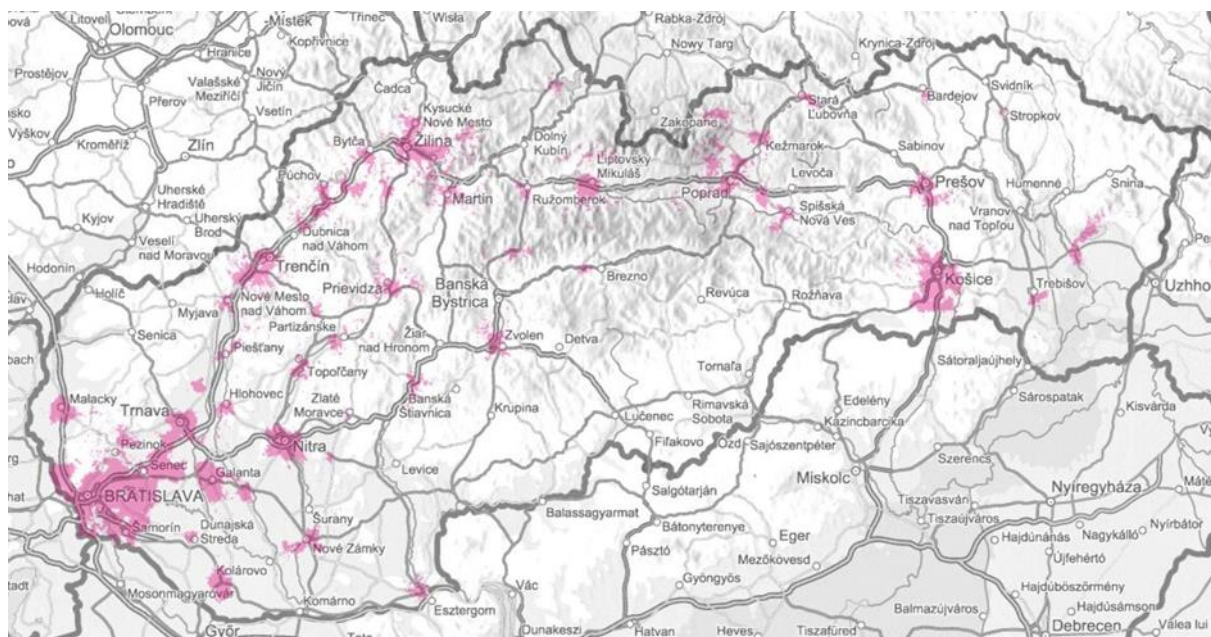 Litoveľ
Olomouc
-Místek
Třinec
Wisła
Rabka-Zdrój
Hranice
Kopřivnice
Nowy Targ
Krynica-Zdrój
Prostějov
Valašské
Meziříčí
Nový
Jičín
Přerov
Vsetín
Čadca
Bardejov
Svidník
Vyškov
Kysucké
Nové Mesto
Zakopane
Stará
Ľubovňa
Stropkov
Kroměříž
Zlín
Bytča
Žilina
Dolný
Kubín
Kežmarok
Sabinov
Uherské
Hradiště
Púchov
Martin
Liptovský
Mikuláš
Levoča
Prešov
Humenné
Snina
Ružomberok
Poprad
Kyjov
Uherský
Brod
Spišská
Nová Ves
Vranov
nad Topľou
Dubnica
nad Váhom
Veselí
nad Moravou
Hodonín
Trenčín
Holíč
Prievidza
Banská
Bystrica
Brezno
Košice
Trebišov
Uzhho
Myjava
Nové Mesto
nad Váhom
Revúca
Rožňava
Senica
Partizánske
Žiar
nad Hronom
Zvolen
Detva
Piešťany
Topoľčany
Tornaľa
Sátoraljaújhely
Malacky
Hlohovec
Zlaté
Moravce
Banská
Štiavnica
Krupina
Sárospatak
Kisvárda
Trnava
Lučenec
Rimavská
Sobota
Edelény
Kazincbarcika
Pezinok
Nitra
Fiľakovo
Ózd
Sajószentpéter
Senec
Galanta
Levice
Szerencs
Miskolc
BRATISLAVA
Salgótarján
Nyíregyháza
Tiszavasvári
Šamorín
Dunajská
Streda
Šurany
Balassagyarmat
Bátonyterenye
Tiszaújváros
Nyírbátor
Nové Zámky
Eger
Hajdúnánás
Nagykálló
Pásztó
Mezőkövesd
Újfehértó
Kolárovo
Mosonmagyaróvár
Vác
Gyöngyös
Hajdúböszörmény
Komárno
Esztergom
Balmazújváros
Hajdúsámson
Győr
Dunakeszi
Hatvan
Heves
Tiszafüred
Debrecen
Valea lui